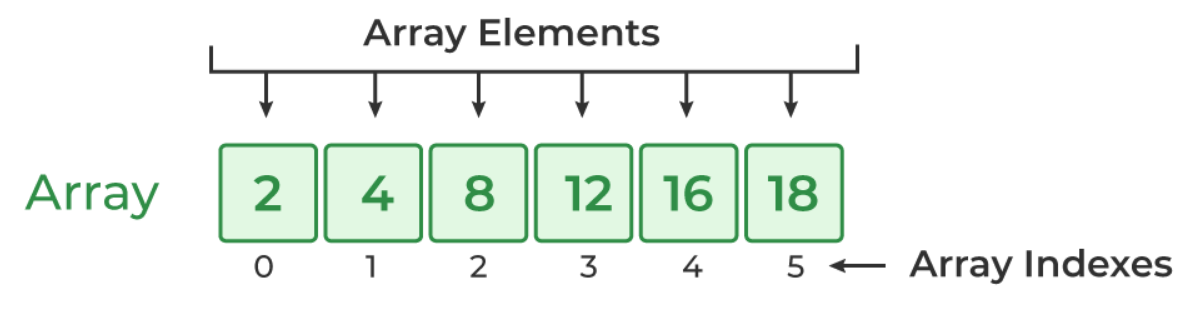 Array Elements
Array 2 4 8 12 16 18
0 1 2 3 4 5 Array Indexes